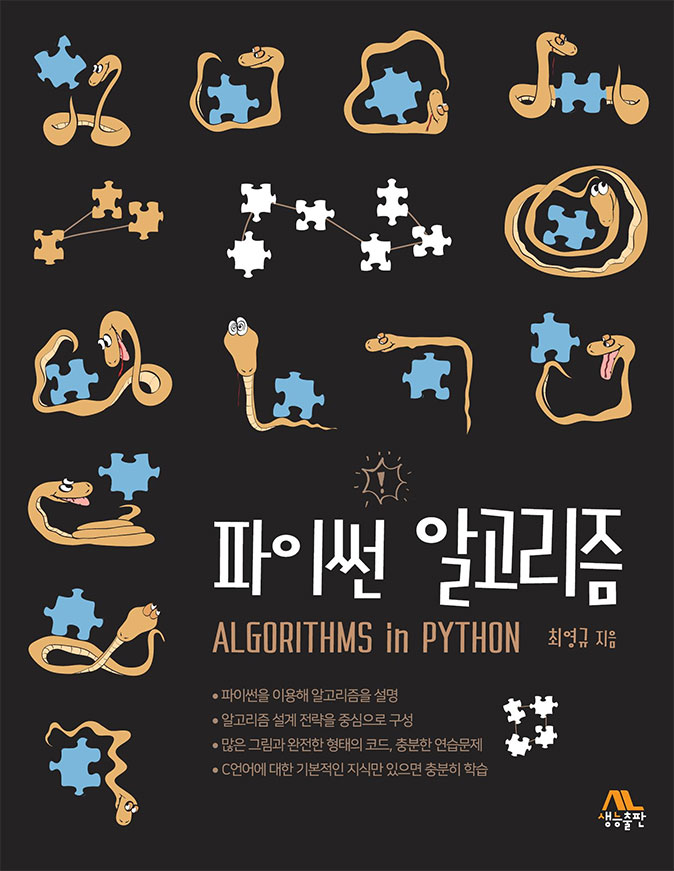 !
파이썬 알고리즘
ALGORITHMS in PYTHON 최영규 지음
• 파이썬을 이용해 알고리즘을 설명
• 알고리즘 설계 전략을 중심으로 구성
• 많은 그림과 완전한 형태의 코드, 충분한 연습문제
• C언어에 대한 기본적인 지식만 있으면 충분히 학습
생능출판